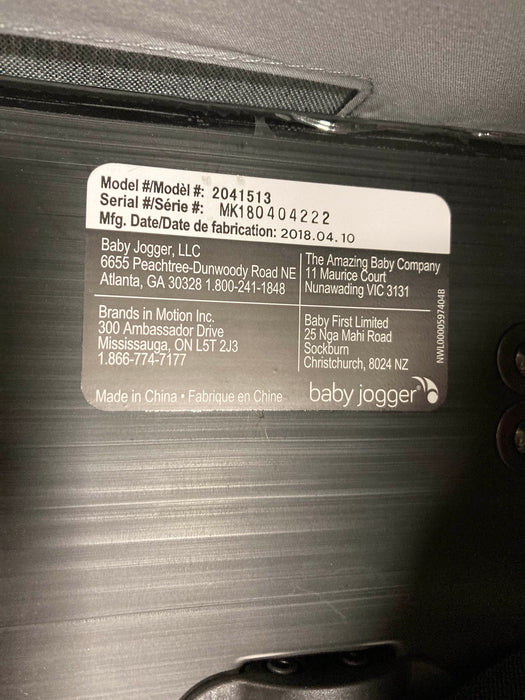 Model #/Modèl #: 2041513
Serial #/Série #: MK180404222
Mfg. Date/Date de fabrication: 2018.04.10
Baby Jogger, LLC
6655 Peachtree-Dunwoody Road NE
Atlanta, GA 30328 1.800-241-1848
The Amazing Baby Company
11 Maurice Court
Nunawading VIC 3131
Brands in Motion Inc.
300 Ambassador Drive
Mississauga, ON L5T 2J3
1.866-774-7177
Baby First Limited
25 Nga Mahi Road
Sockburn
Christchurch, 8024 NZ
NWL0000597404B
Made in China • Fabrique en Chine
baby jogger